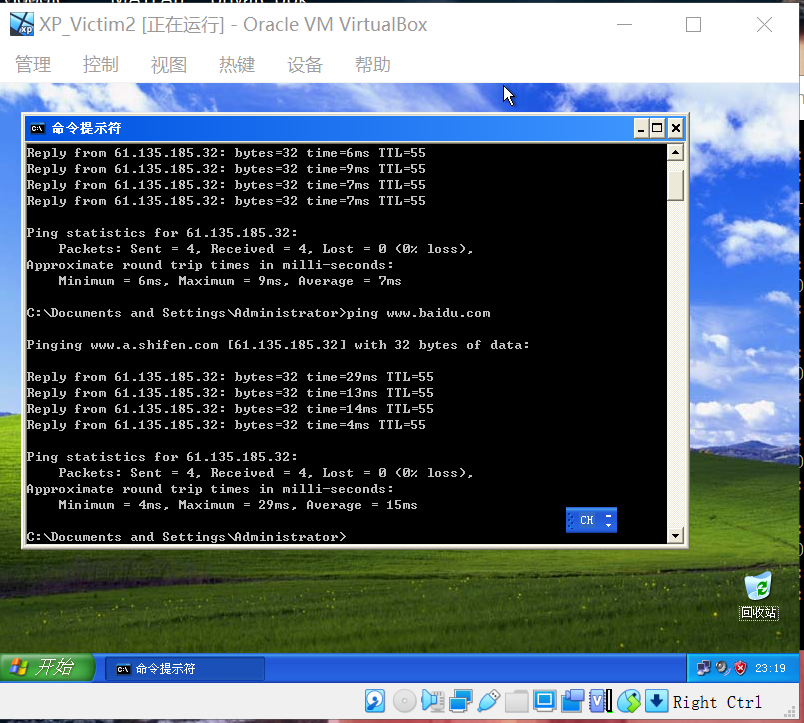 XP_Victim2 [正在运行] - Oracle VM VirtualBox
管理 控制 视图 热键 设备 帮助
命令提示符
Reply from 61.135.185.32: bytes=32 time=6ms TTL=55
Reply from 61.135.185.32: bytes=32 time=9ms TTL=55
Reply from 61.135.185.32: bytes=32 time=7ms TTL=55
Reply from 61.135.185.32: bytes=32 time=7ms TTL=55
Ping statistics for 61.135.185.32:
Packets: Sent = 4, Received = 4, Lost = 0 (0% loss),
Approximate round trip times in milli-seconds:
Minimum = 6ms, Maximum = 9ms, Average = 7ms
C:\Documents and Settings\Administrator>ping www.baidu.com
Pinging www.a.shifen.com [61.135.185.32] with 32 bytes of data:
Reply from 61.135.185.32: bytes=32 time=29ms TTL=55
Reply from 61.135.185.32: bytes=32 time=13ms TTL=55
Reply from 61.135.185.32: bytes=32 time=14ms TTL=55
Reply from 61.135.185.32: bytes=32 time=4ms TTL=55
Ping statistics for 61.135.185.32:
Packets: Sent = 4, Received = 4, Lost = 0 (0% loss),
Approximate round trip times in milli-seconds:
Minimum = 4ms, Maximum = 29ms, Average = 15ms
C:\Documents and Settings\Administrator>
CH
回收站
开始 命令提示符 23:19
Right Ctrl